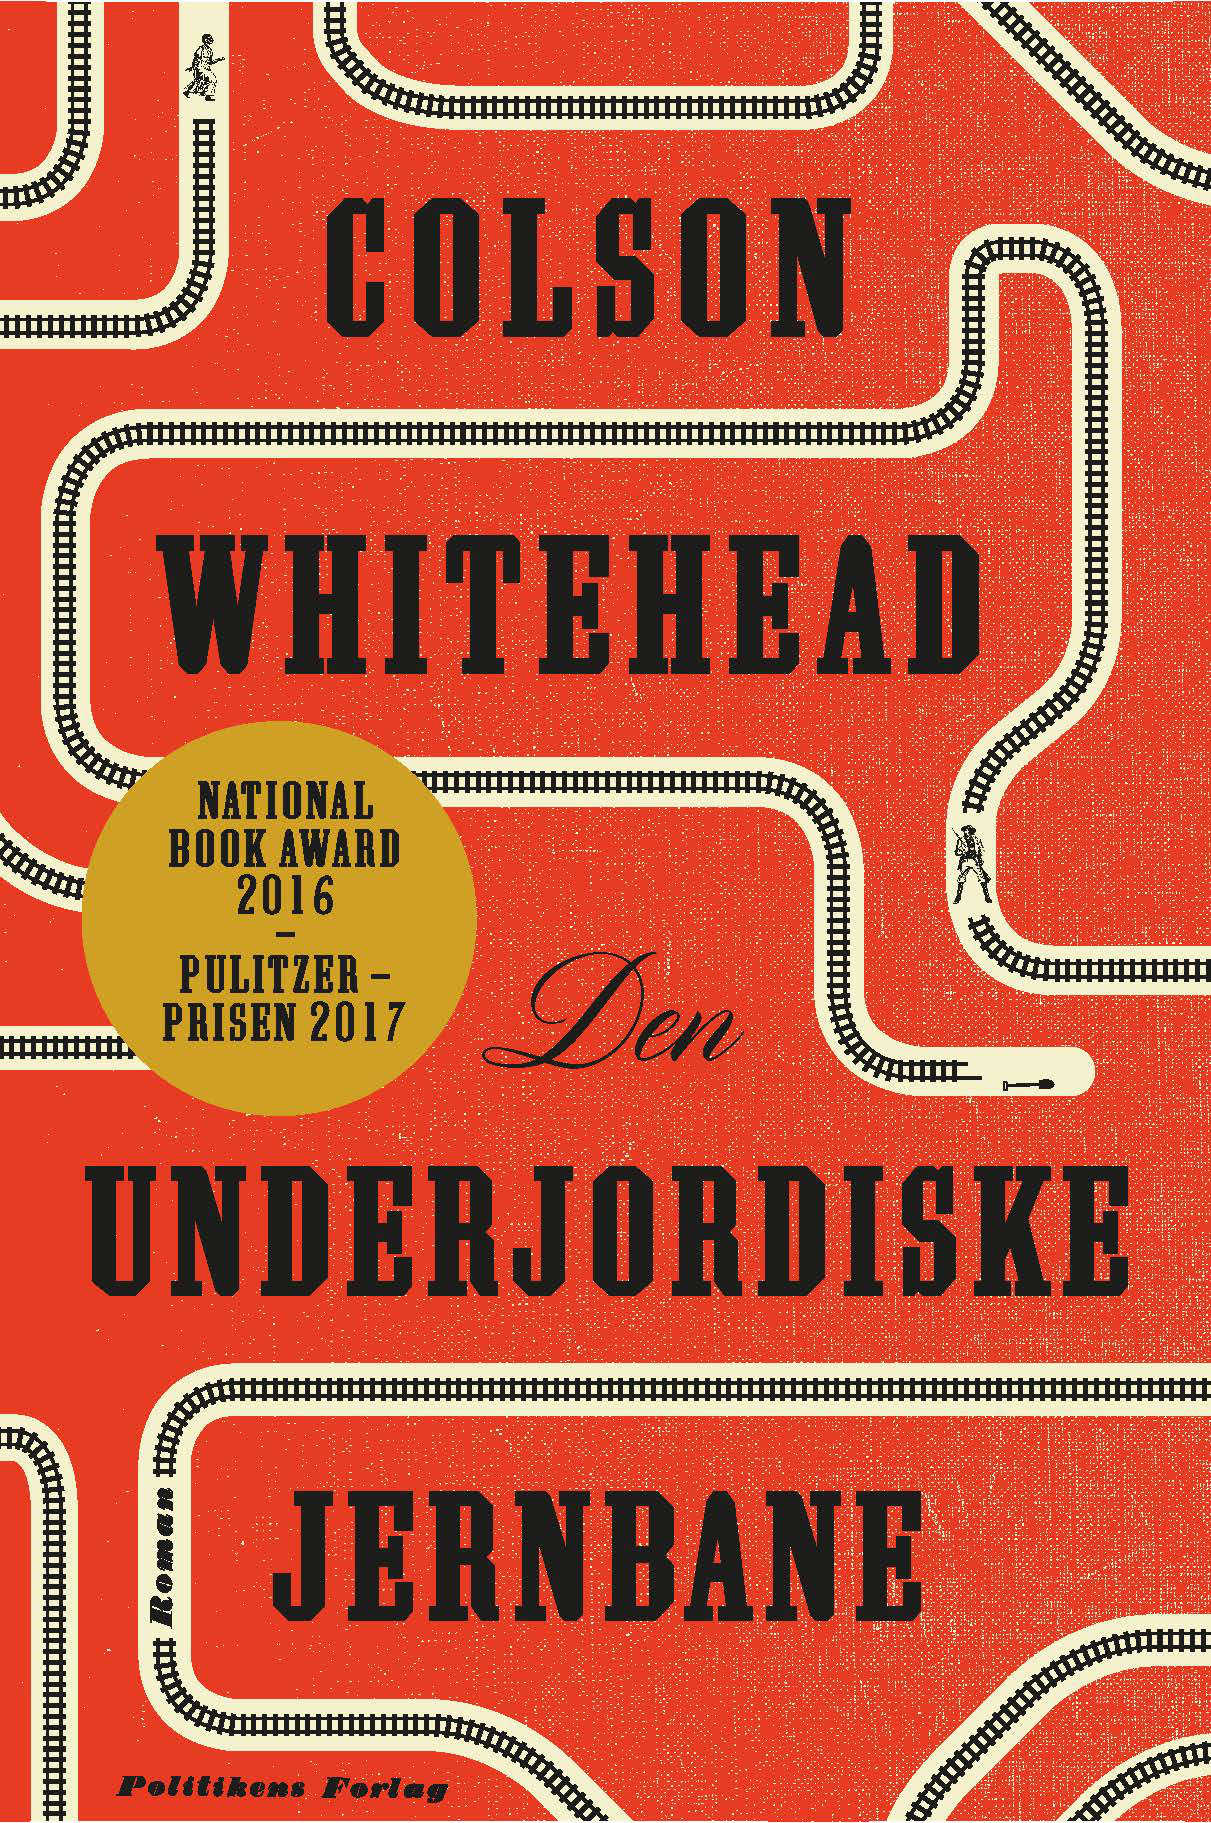 COLSON
WHITEHEAD
NATIONAL
BOOK AWARD
2016
–
PULITZER –
PRISEN 2017
Den
UNDERJORDISKE
JERNBANE
Roman
Politikens Forlag